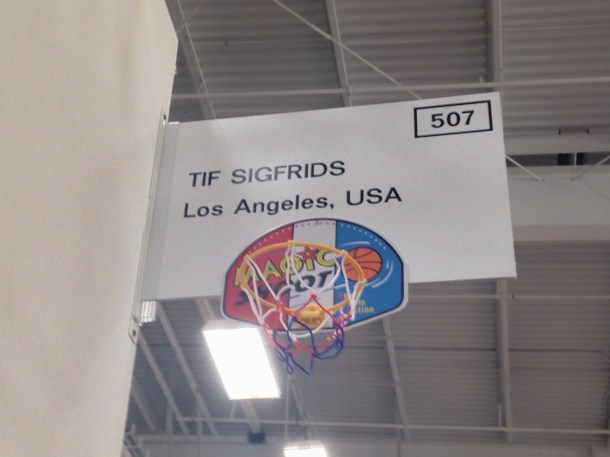 507
TIF SIGFRIDS
Los Angeles, USA
MAGIC